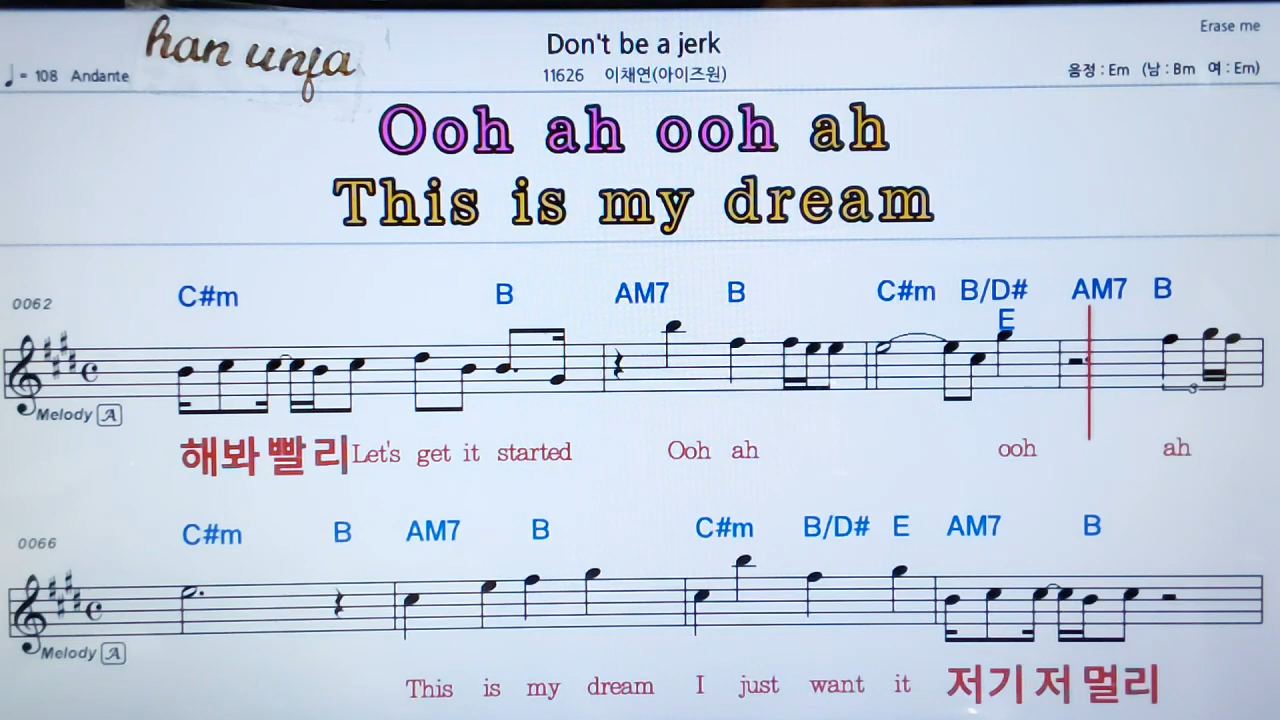 han unja
Don't be a jerk
Erase me
♩= 108 Andante
11626 이채연(아이즈원)
음정 : Em (남 : Bm 여 : Em)
Ooh ah ooh ah
This is my dream
0062 C#m B AM7 B C#m B/D# E AM7 B
Melody A
해봐 빨리 Let's get it started Ooh ah ooh ah
0066 C#m B AM7 B C#m B/D# E AM7 B
Melody A
This is my dream I just want it 저기 저 멀리